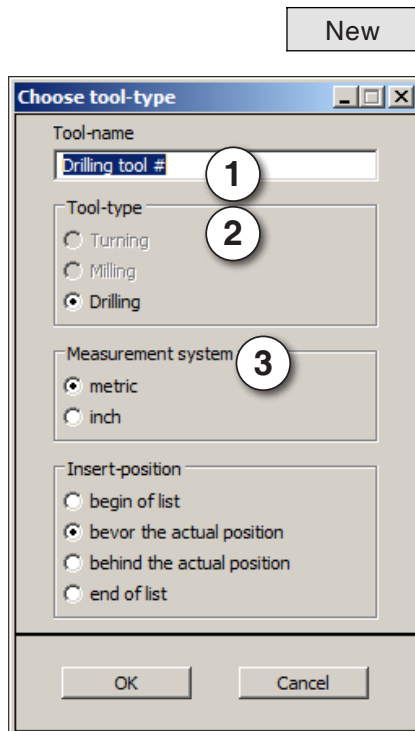 New
Choose tool-type
Tool-name
Drilling tool #
1
Tool-type
2
Turning
Milling
Drilling
Measurement system
3
metric
inch
Insert-position
begin of list
bevor the actual position
behind the actual position
end of list
OK Cancel